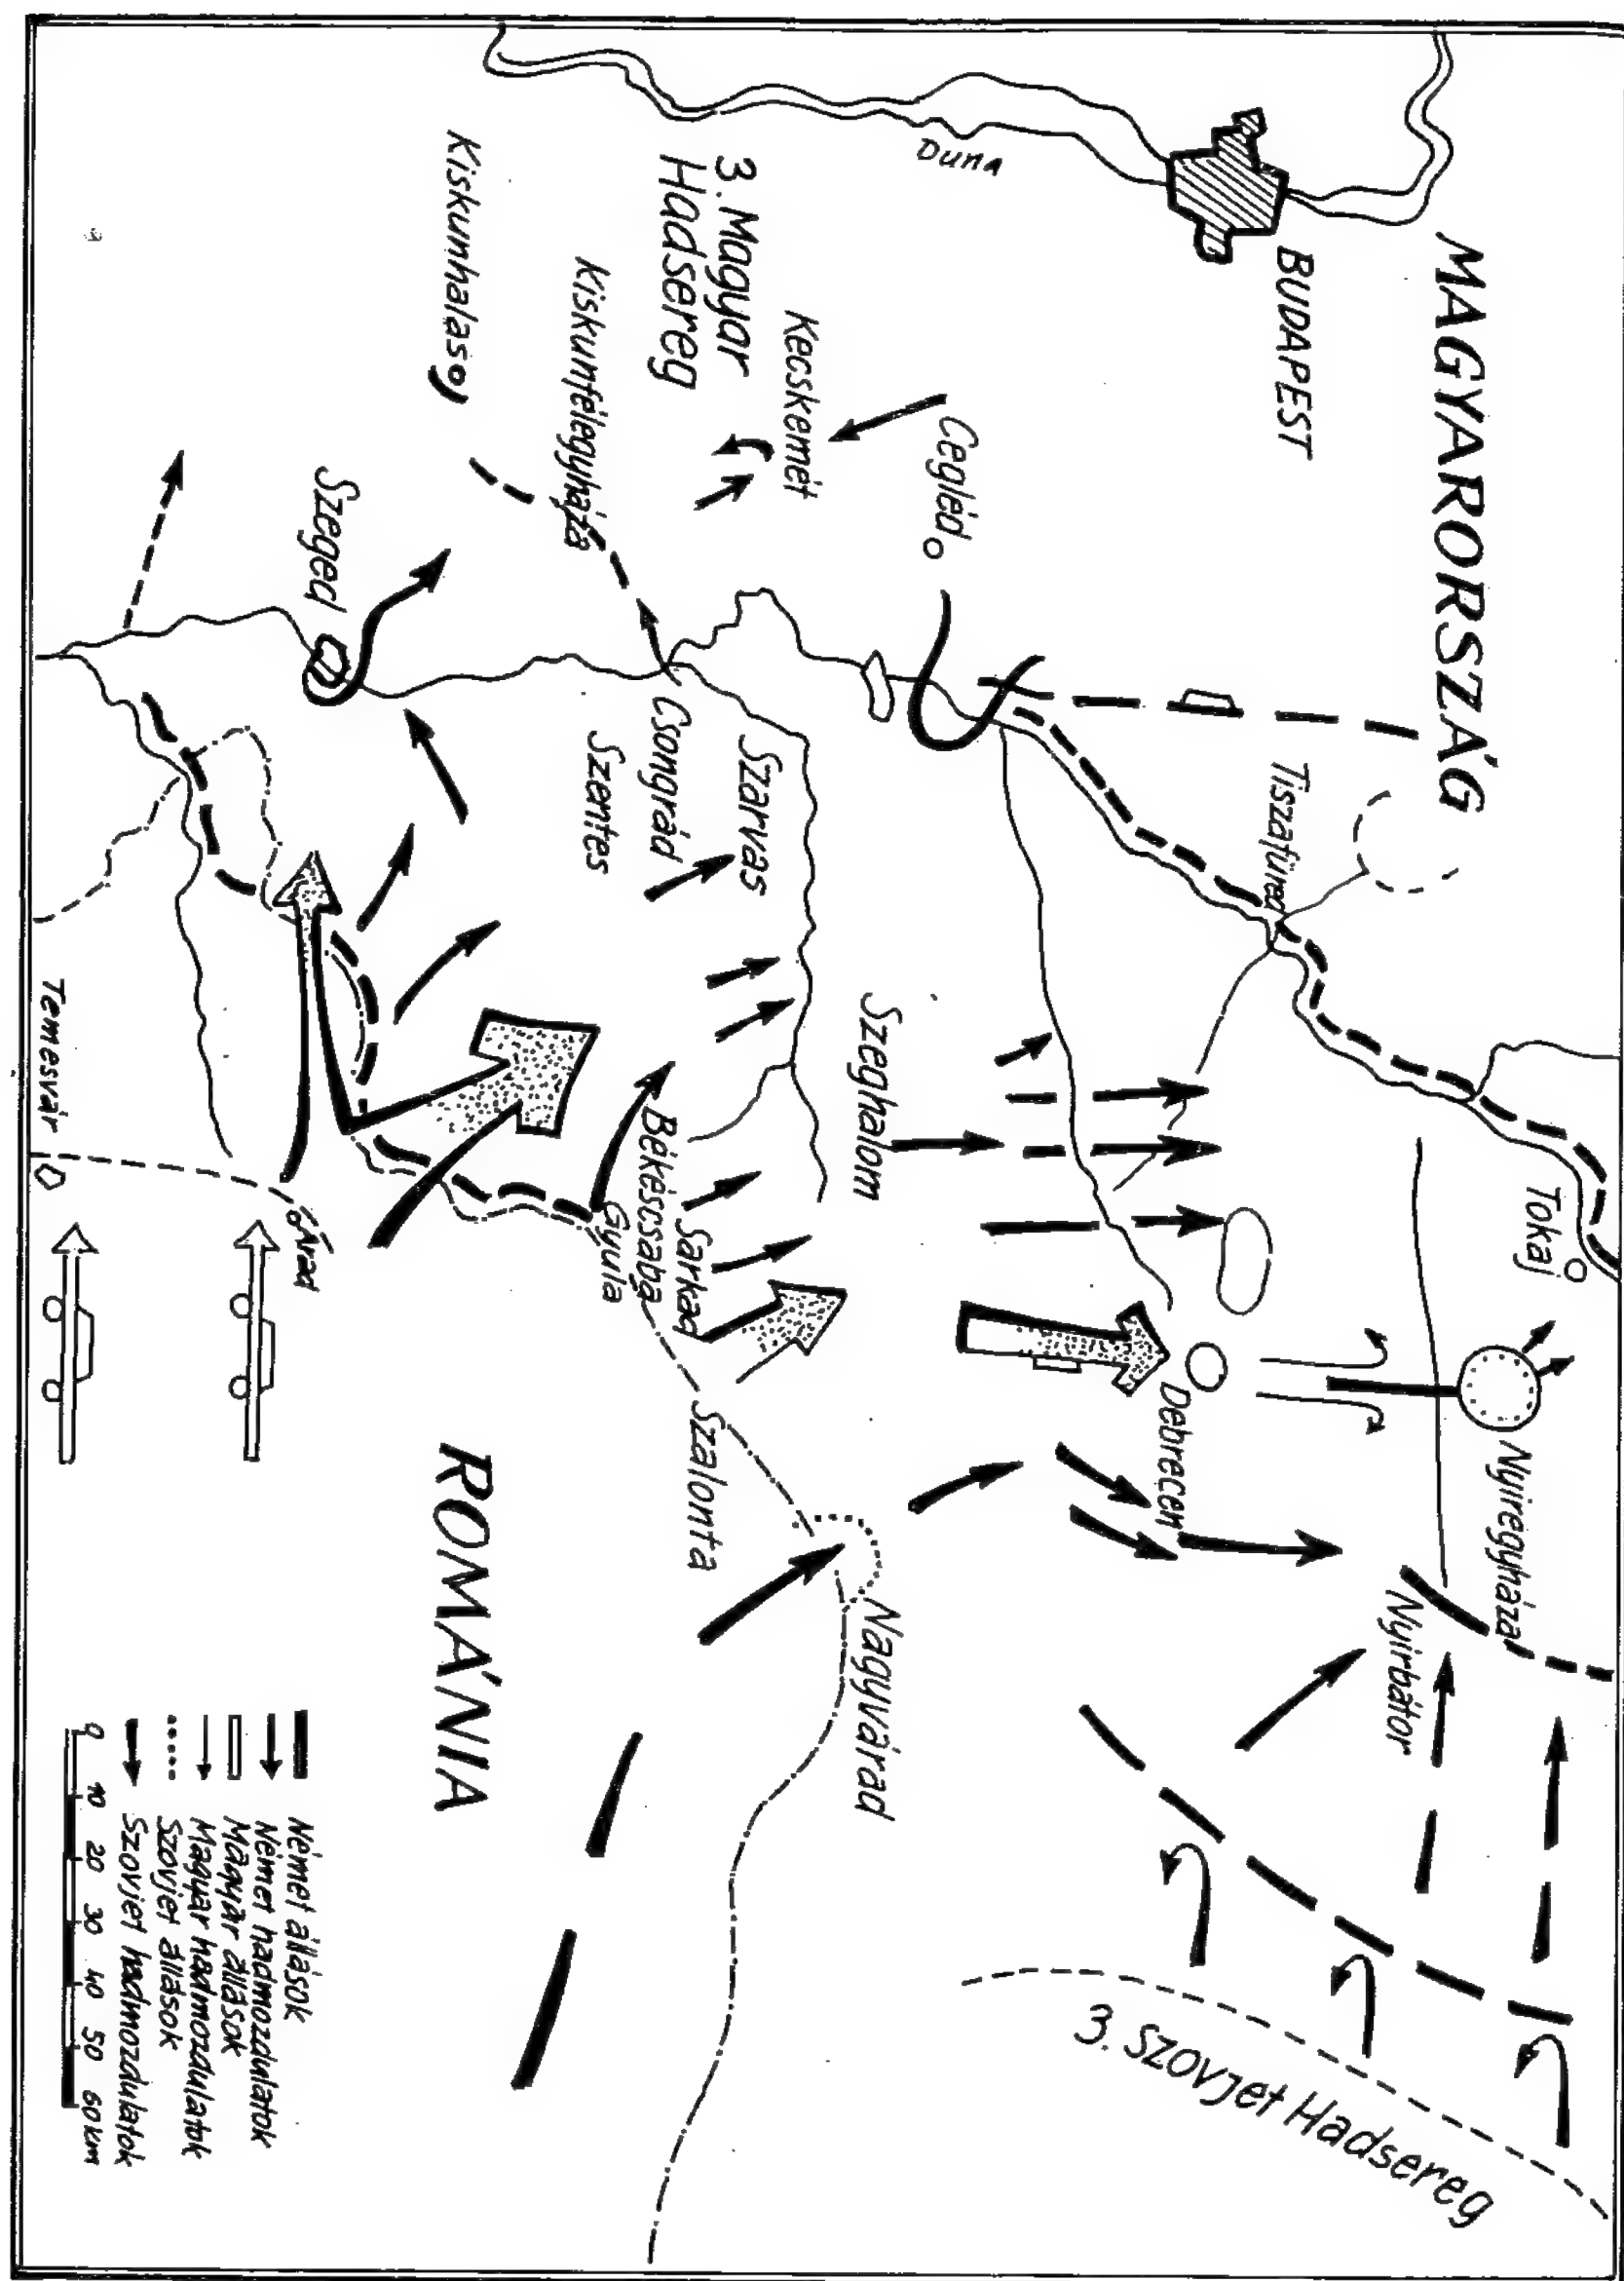 MAGYARORSZÁG
BUDAPEST
Duna
Tiszafüred
Tokaj
Nyíregyháza
Nyírbátor
Debrecen
Cegléd
Kecskemét
3. Magyar
Hadsereg
Kiskunfélegyháza
Kiskunhalas
Szeged
Csongrád
Szentes
Szarvas
Szeghalom
Békéscsaba
Gyula
Sarkad
Szalonta
Nagyvárad
Arad
Temesvár
ROMÁNIA
3. Szovjet Hadsereg
Német állások
Német hadmozdulatok
Magyár állások
Magyar hadmozdulatok
Szovjet állások
Szovjet hadmozdulatok
0 10 20 30 40 50 60 km